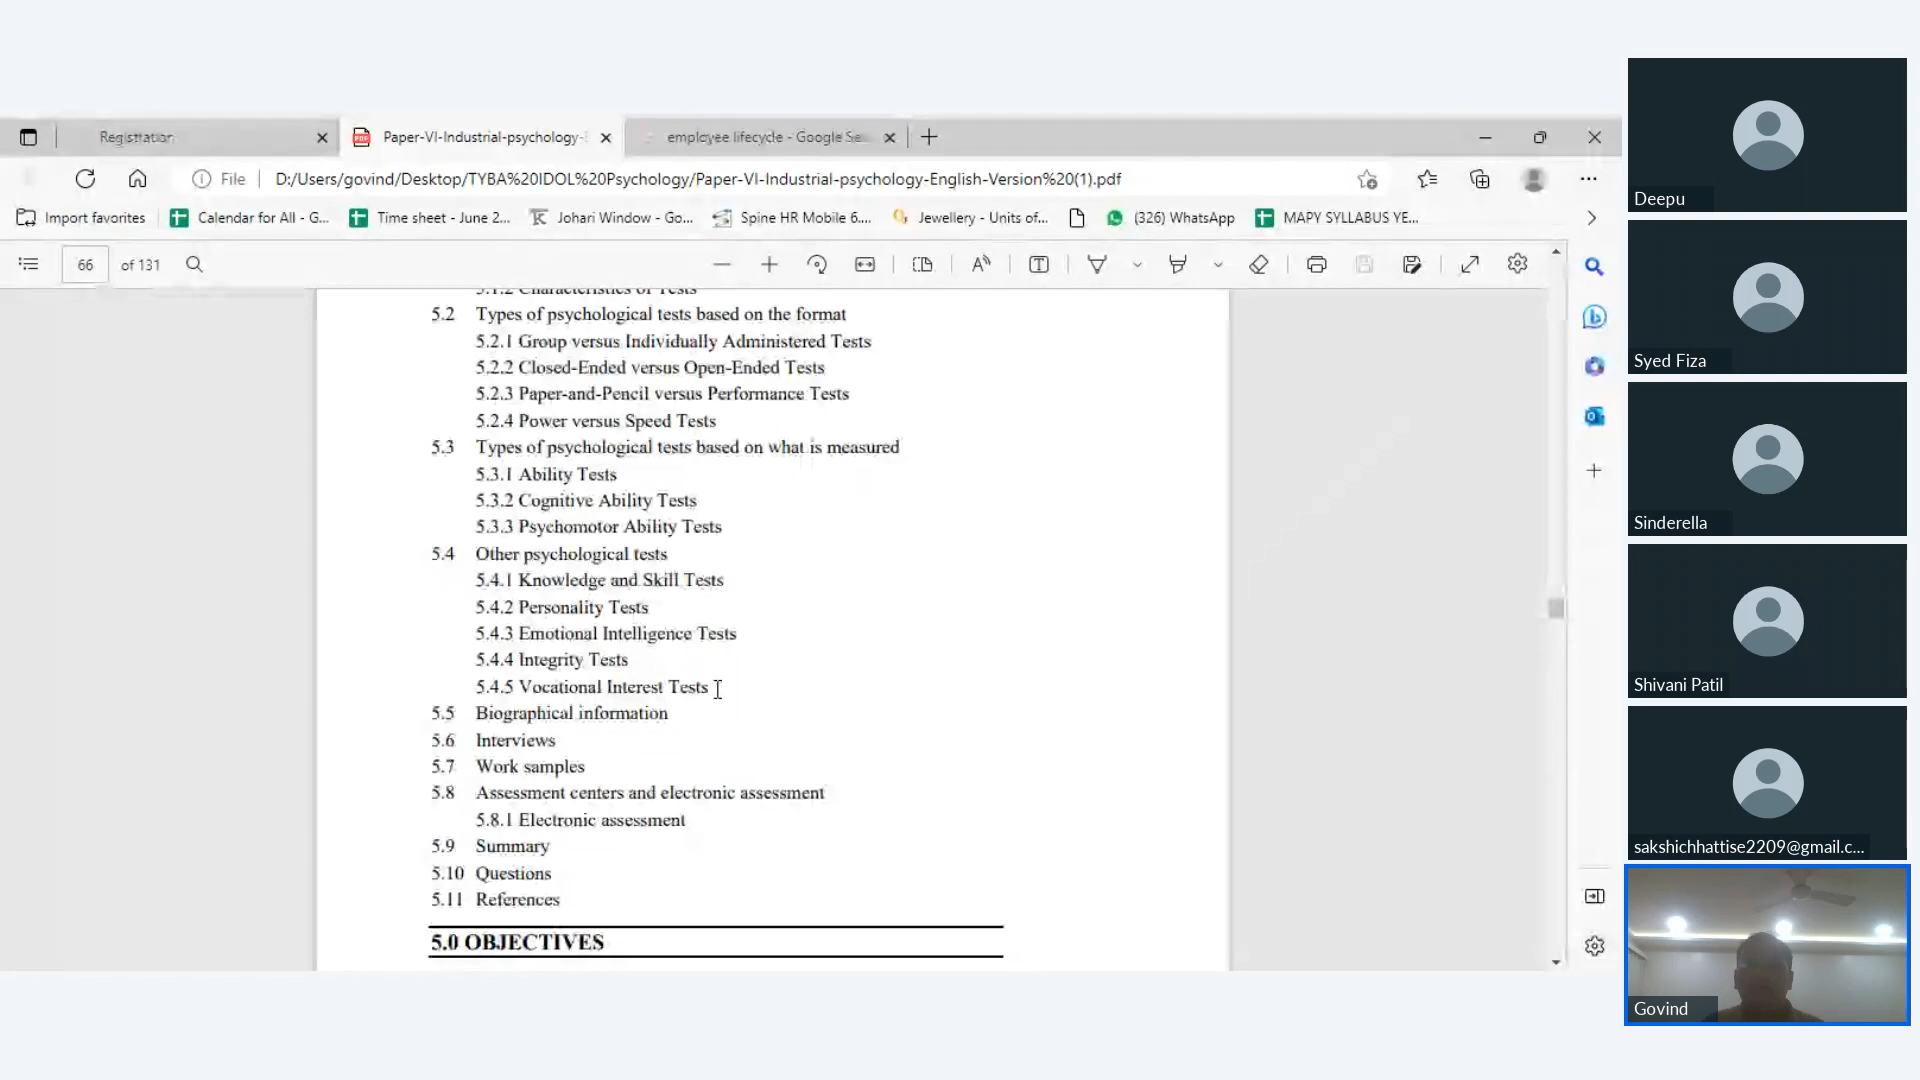 Registration
Paper-VI-Industrial-psychology-
employee lifecycle - Google Sea
File
D:/Users/govind/Desktop/TYBA%20IDOL%20Psychology/Paper-VI-Industrial-psychology-English-Version%20(1).pdf
Import favorites
Calendar for All - G...
Time sheet - June 2...
Johari Window - Go...
Spine HR Mobile 6....
Jewellery - Units of...
(326) WhatsApp
MAPY SYLLABUS YE...
66 of 131
5.1.2 Characteristics of Tests
5.2 Types of psychological tests based on the format
5.2.1 Group versus Individually Administered Tests
5.2.2 Closed-Ended versus Open-Ended Tests
5.2.3 Paper-and-Pencil versus Performance Tests
5.2.4 Power versus Speed Tests
5.3 Types of psychological tests based on what is measured
5.3.1 Ability Tests
5.3.2 Cognitive Ability Tests
5.3.3 Psychomotor Ability Tests
5.4 Other psychological tests
5.4.1 Knowledge and Skill Tests
5.4.2 Personality Tests
5.4.3 Emotional Intelligence Tests
5.4.4 Integrity Tests
5.4.5 Vocational Interest Tests
5.5 Biographical information
5.6 Interviews
5.7 Work samples
5.8 Assessment centers and electronic assessment
5.8.1 Electronic assessment
5.9 Summary
5.10 Questions
5.11 References
5.0 OBJECTIVES
Deepu
Syed Fiza
Sinderella
Shivani Patil
sakshichhattise2209@gmail.c...
Govind